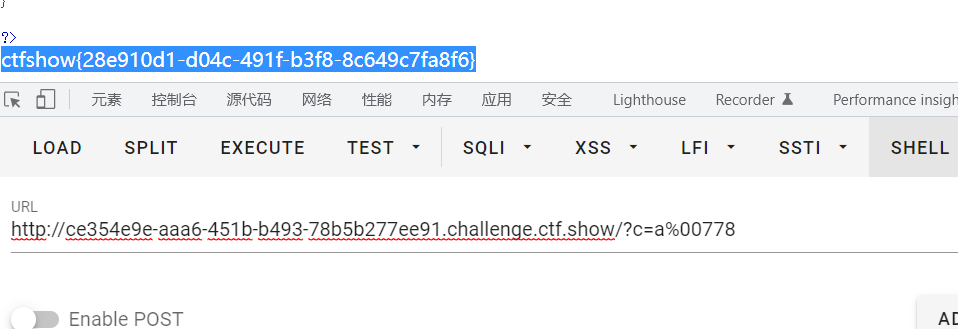 }
?>
ctfshow{28e910d1-d04c-491f-b3f8-8c649c7fa8f6}
元素 控制台 源代码 网络 性能 内存 应用 安全 Lighthouse Recorder Performance insigh
LOAD SPLIT EXECUTE TEST SQLI XSS LFI SSTI SHELL
URL
http://ce354e9e-aaa6-451b-b493-78b5b277ee91.challenge.ctf.show/?c=a%00778
Enable POST AD